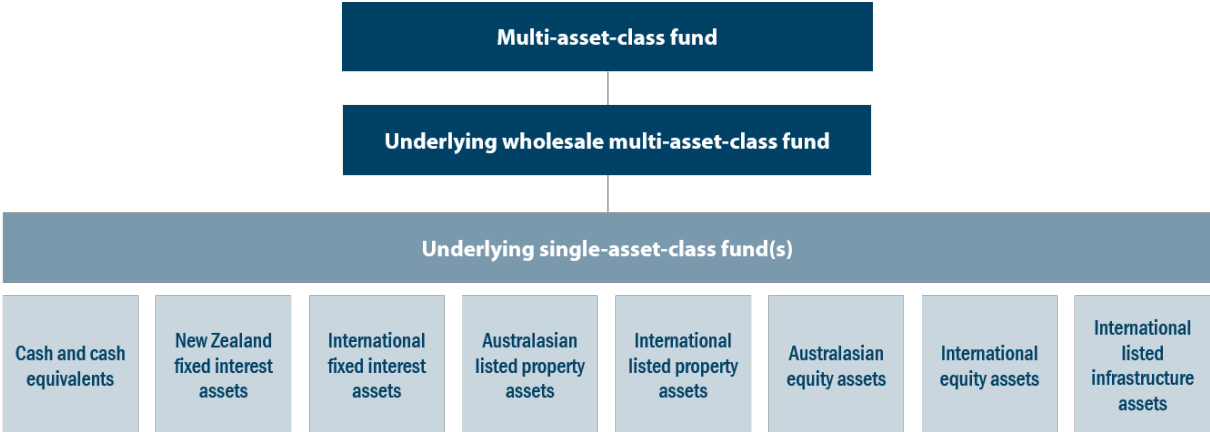 Multi-asset-class fund
Underlying wholesale multi-asset-class fund
Underlying single-asset-class fund(s)
Cash and cash
equivalents
New Zealand
fixed interest
assets
International
fixed interest
assets
Australasian
listed property
assets
International
listed property
assets
Australasian
equity assets
International
equity assets
International
listed
infrastructure
assets